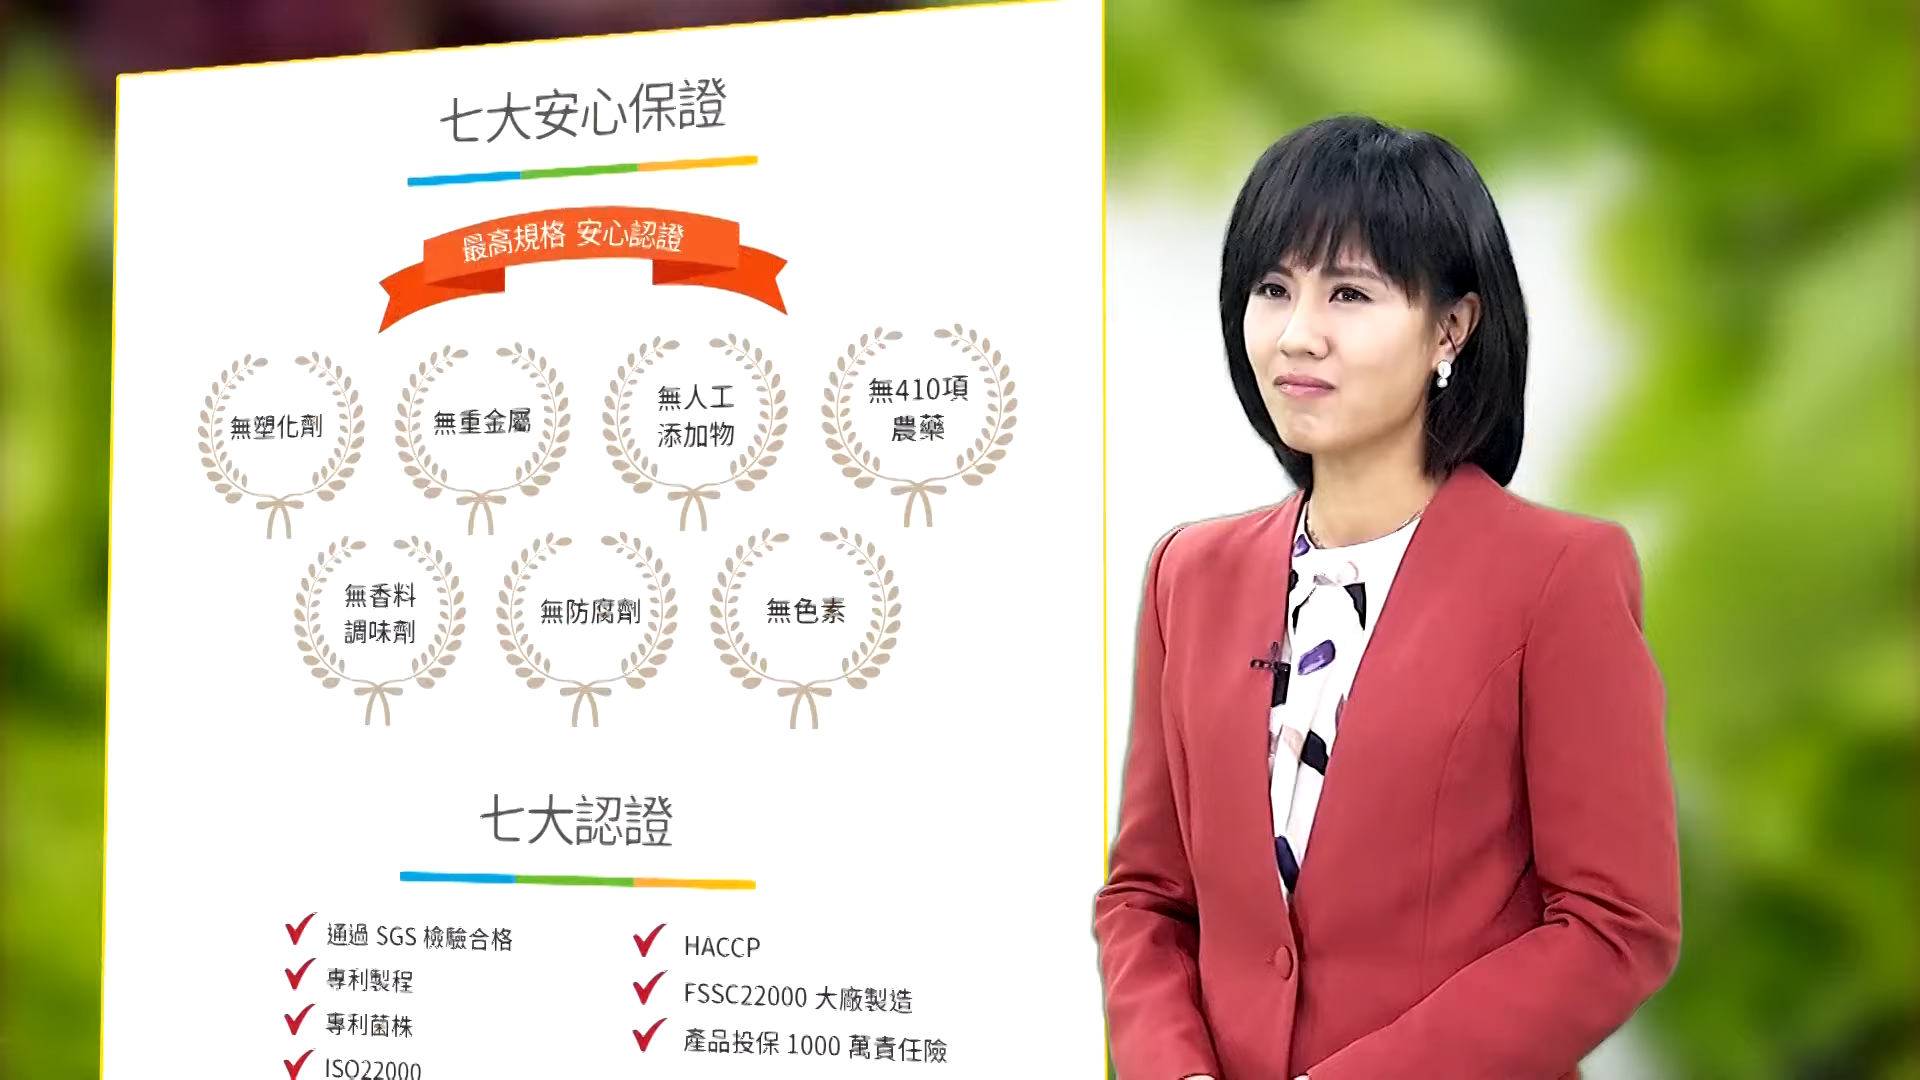 七大安心保證
最高規格 安心認證
無塑化劑
無重金屬
無人工
添加物
無410項
農藥
無香料
調味劑
無防腐劑
無色素
七大認證
通過 SGS 檢驗合格
專利製程
專利菌株
ISO22000
HACCP
FSSC22000 大廠製造
產品投保 1000 萬責任險